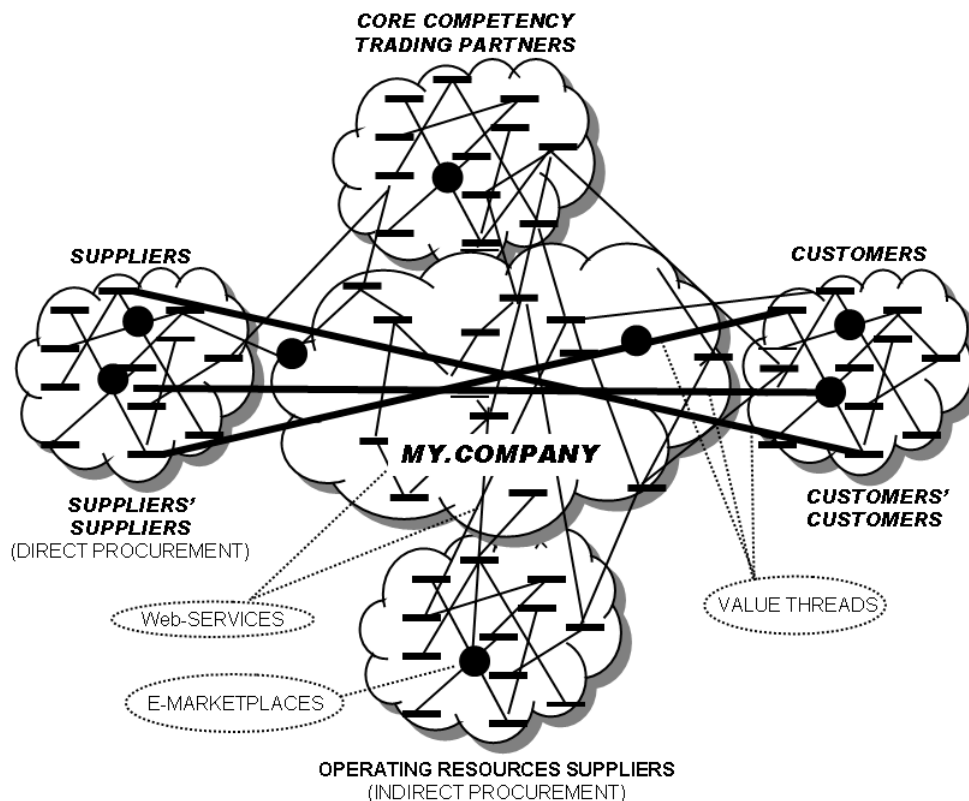 CORE COMPETENCY
TRADING PARTNERS
SUPPLIERS
CUSTOMERS
MY.COMPANY
SUPPLIERS'
SUPPLIERS
(DIRECT PROCUREMENT)
CUSTOMERS'
CUSTOMERS
Web-SERVICES
VALUE THREADS
E-MARKETPLACES
OPERATING RESOURCES SUPPLIERS
(INDIRECT PROCUREMENT)